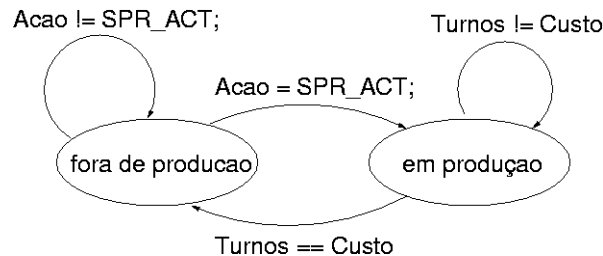 Acao != SPR_ACT;
Turnos != Custo
Acao = SPR_ACT;
fora de producao
em produçao
Turnos == Custo